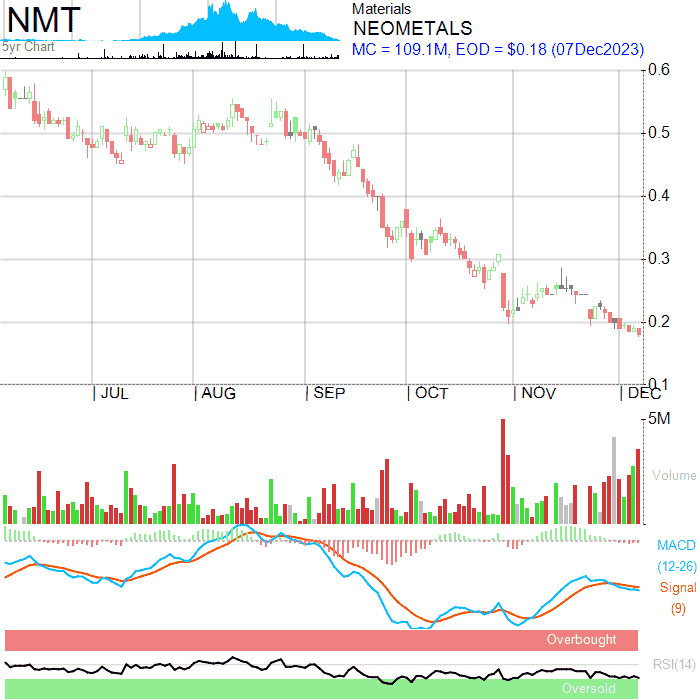 NMT
5yr Chart
Materials
NEOMETALS
MC = 109.1M, EOD = $0.18 (07Dec2023)
0.6
0.5
0.4
0.3
0.2
0.1
JUL AUG SEP OCT NOV DEC
5M
Volume
MACD
(12-26)
Signal
(9)
Overbought
RSI(14)
Oversold